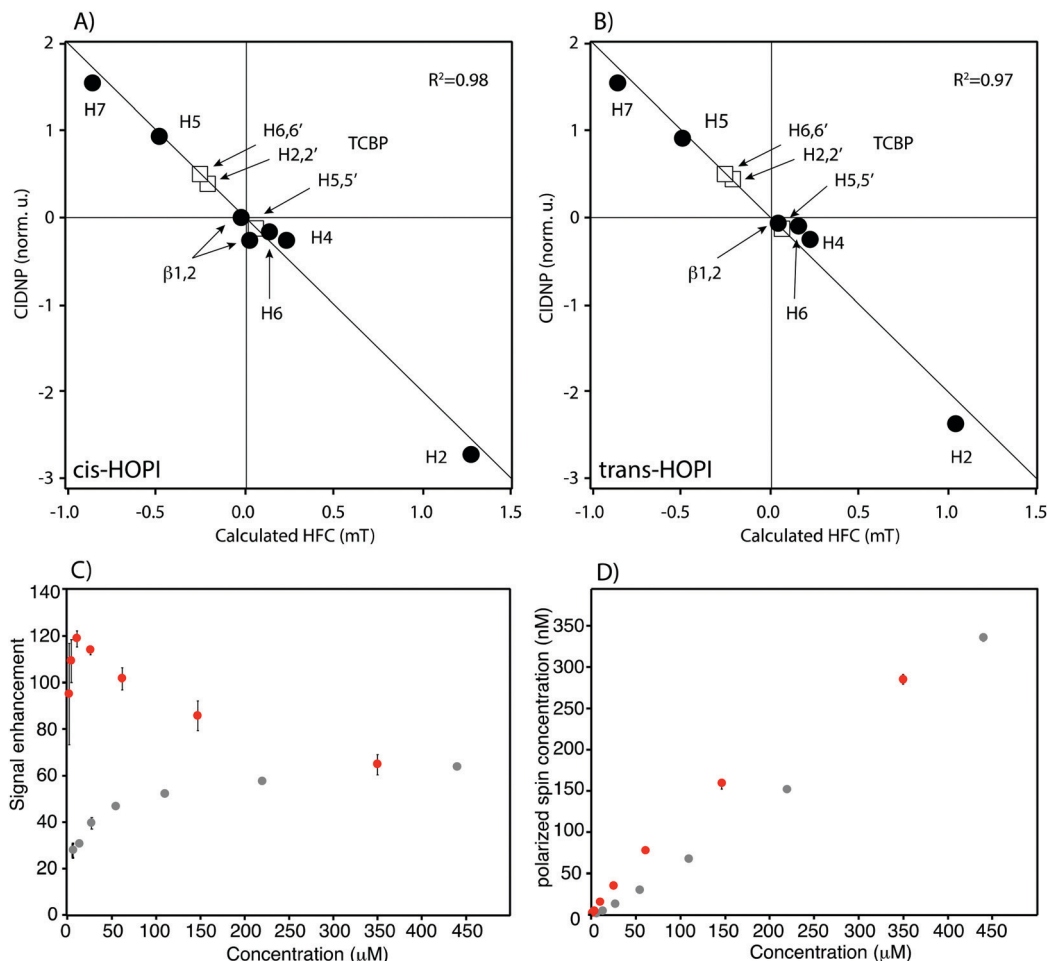 A)
2
1
0
-1
-2
-3
CIDNP (norm. u.)
R²=0.98
H7
H5
H6,6′
H2,2′
TCBP
H5,5′
β1,2
H4
H6
H2
cis-HOPI
-1.0
-0.5
0.0
0.5
1.0
1.5
Calculated HFC (mT)
B)
2
1
0
-1
-2
-3
CIDNP (norm. u.)
R²=0.97
H7
H5
H6,6′
H2,2′
TCBP
H5,5′
β1,2
H4
H6
H2
trans-HOPI
-1.0
-0.5
0.0
0.5
1.0
1.5
Calculated HFC (mT)
C)
140
120
100
80
60
40
20
0
Signal enhancement
0
50
100
150
200
250
300
350
400
450
Concentration (μM)
D)
350
300
250
200
150
100
50
0
polarized spin concentration (nM)
0
50
100
150
200
250
300
350
400
450
Concentration (μM)